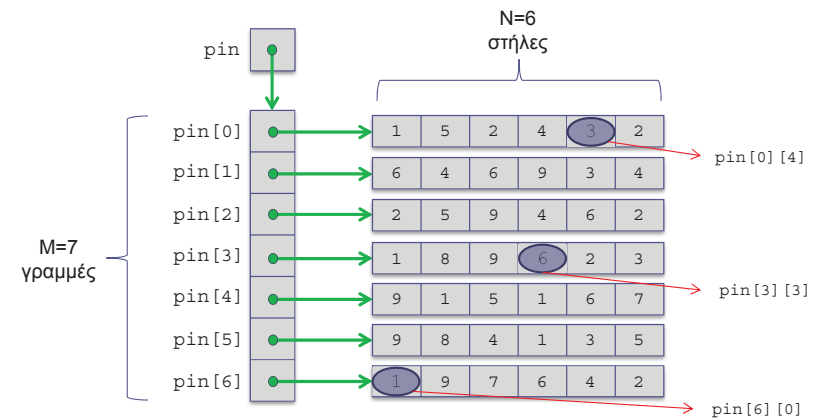 N=6
στήλες
pin
pin[0] 1 5 2 4 3 2
pin[0][4]
pin[1] 6 4 6 9 3 4
pin[2] 2 5 9 4 6 2
M=7
γραμμές
pin[3] 1 8 9 6 2 3
pin[3][3]
pin[4] 9 1 5 1 6 7
pin[5] 9 8 4 1 3 5
pin[6] 1 9 7 6 4 2
pin[6][0]